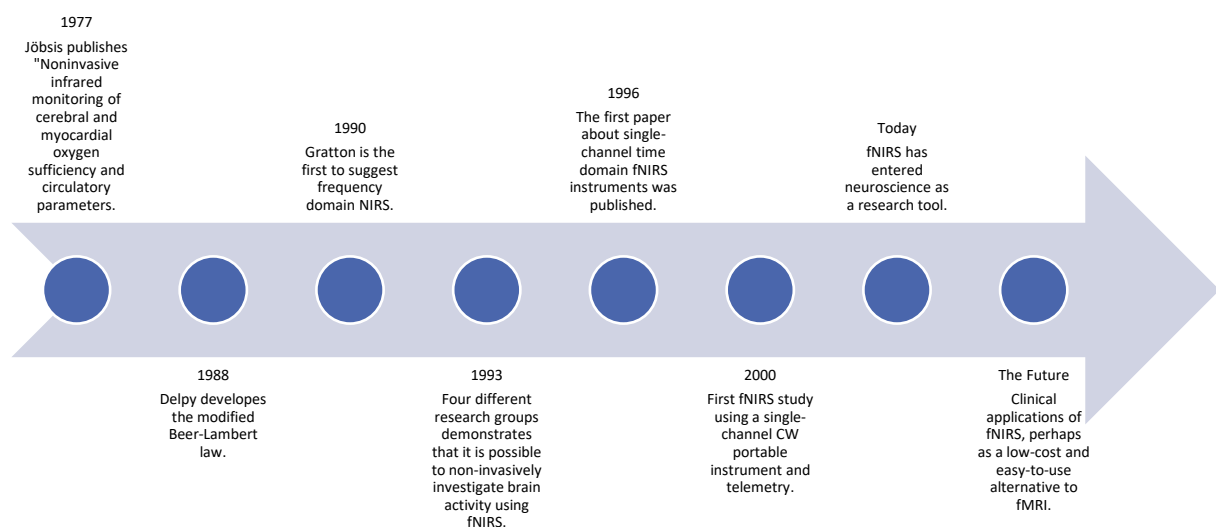 1977
Jöbsis publishes
"Noninvasive
infrared
monitoring of
cerebral and
myocardial
oxygen
sufficiency and
circulatory
parameters.
1988
Delpy developes
the modified
Beer-Lambert
law.
1990
Gratton is the
first to suggest
frequency
domain NIRS.
1993
Four different
research groups
demonstrates
that it is possible
to non-invasively
investigate brain
activity using
fNIRS.
1996
The first paper
about single-
channel time
domain fNIRS
instruments was
published.
2000
First fNIRS study
using a single-
channel CW
portable
instrument and
telemetry.
Today
fNIRS has
entered
neuroscience as
a research tool.
The Future
Clinical
applications of
fNIRS, perhaps
as a low-cost and
easy-to-use
alternative to
fMRI.